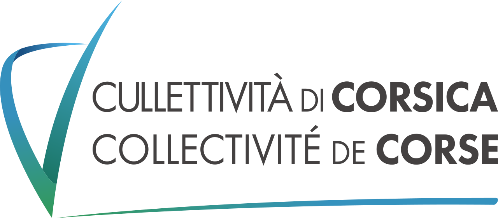 CULLETTIVITÀ DI CORSICA
COLLECTIVITÉ DE CORSE